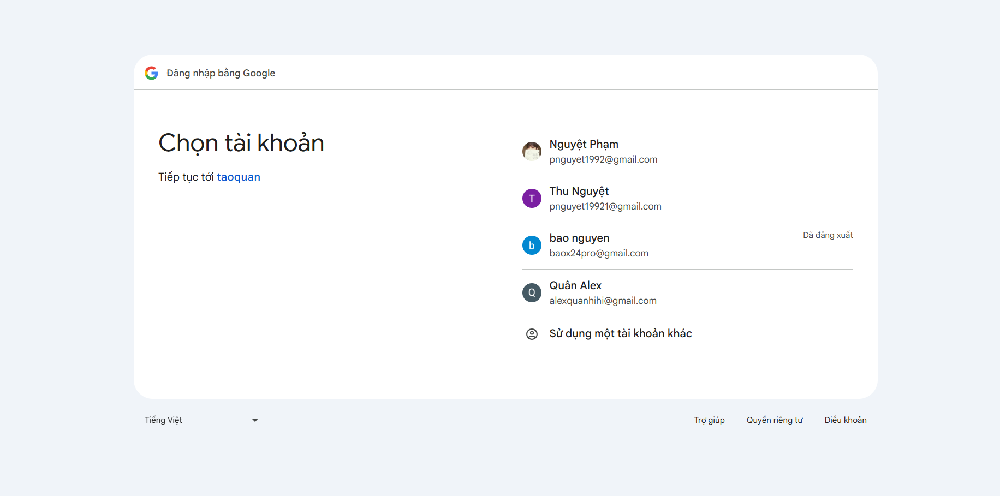 Đăng nhập bằng Google
Chọn tài khoản
Tiếp tục tới taoquan
Nguyệt Phạm
pnguyet1992@gmail.com
T
Thu Nguyệt
pnguyet19921@gmail.com
b
bao nguyen
Đã đăng xuất
baox24pro@gmail.com
Q
Quân Alex
alexquanhihi@gmail.com
Sử dụng một tài khoản khác
Tiếng Việt
Trợ giúp
Quyền riêng tư
Điều khoản